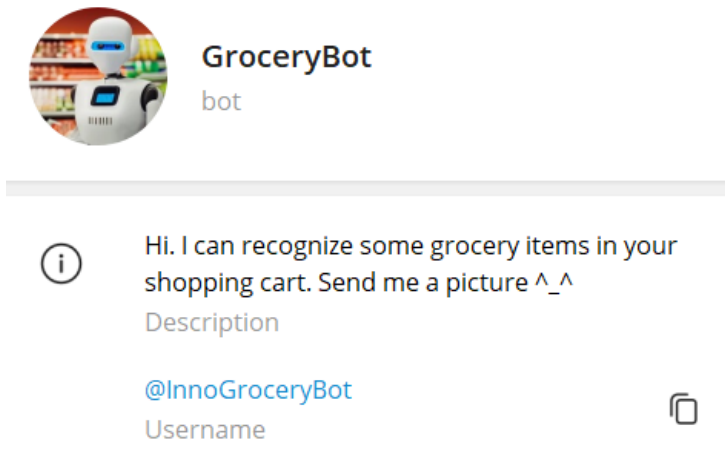 GroceryBot
bot
Hi. I can recognize some grocery items in your
shopping cart. Send me a picture ^_^
Description
@InnoGroceryBot
Username